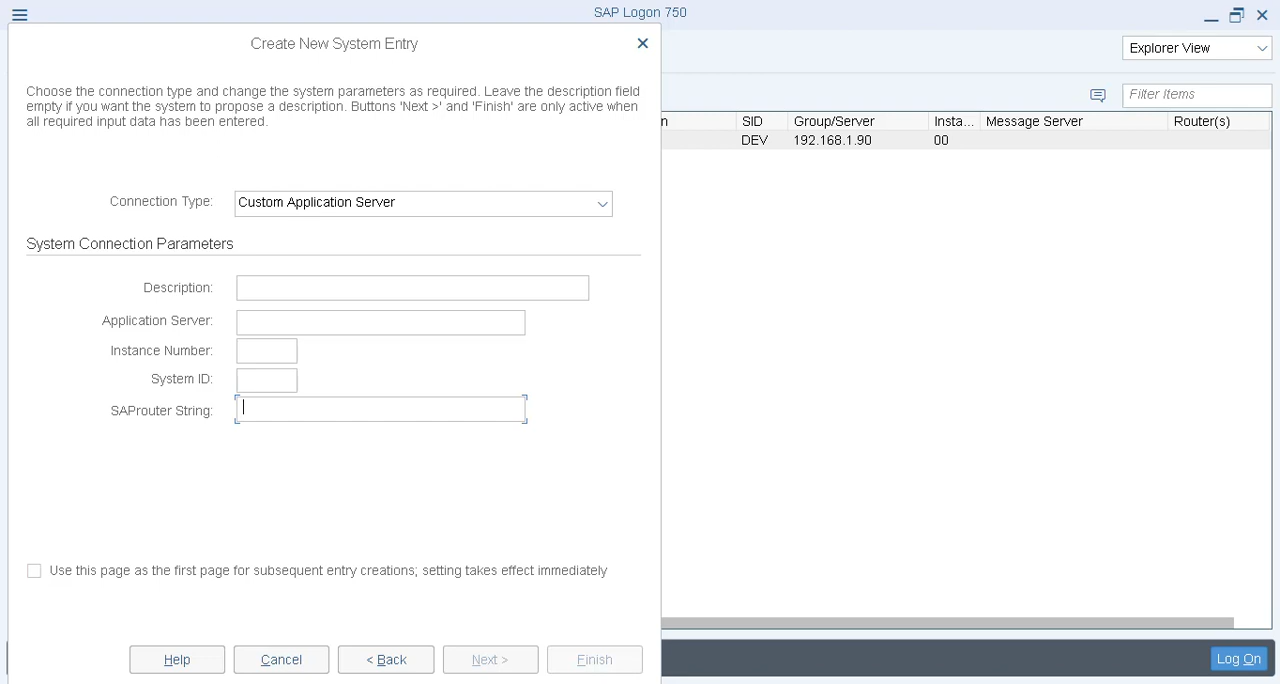 SAP Logon 750
Create New System Entry
Explorer View
Choose the connection type and change the system parameters as required. Leave the description field
empty if you want the system to propose a description. Buttons 'Next >' and 'Finish' are only active when
all required input data has been entered.
Filter Items
n SID Group/Server Insta... Message Server Router(s)
DEV 192.168.1.90 00
Connection Type: Custom Application Server
System Connection Parameters
Description:
Application Server:
Instance Number:
System ID:
SAProuter String:
Use this page as the first page for subsequent entry creations; setting takes effect immediately
Help Cancel < Back Next > Finish Log On